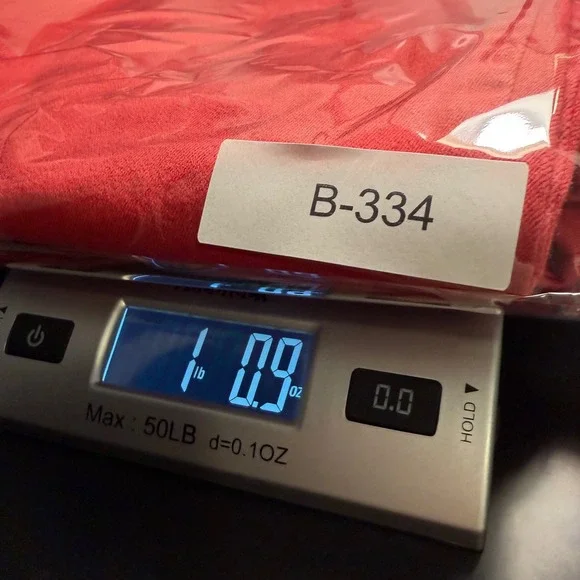 B-334
1 lb 0.9 oz
0.0
HOLD
Max : 50LB d=0.1OZ